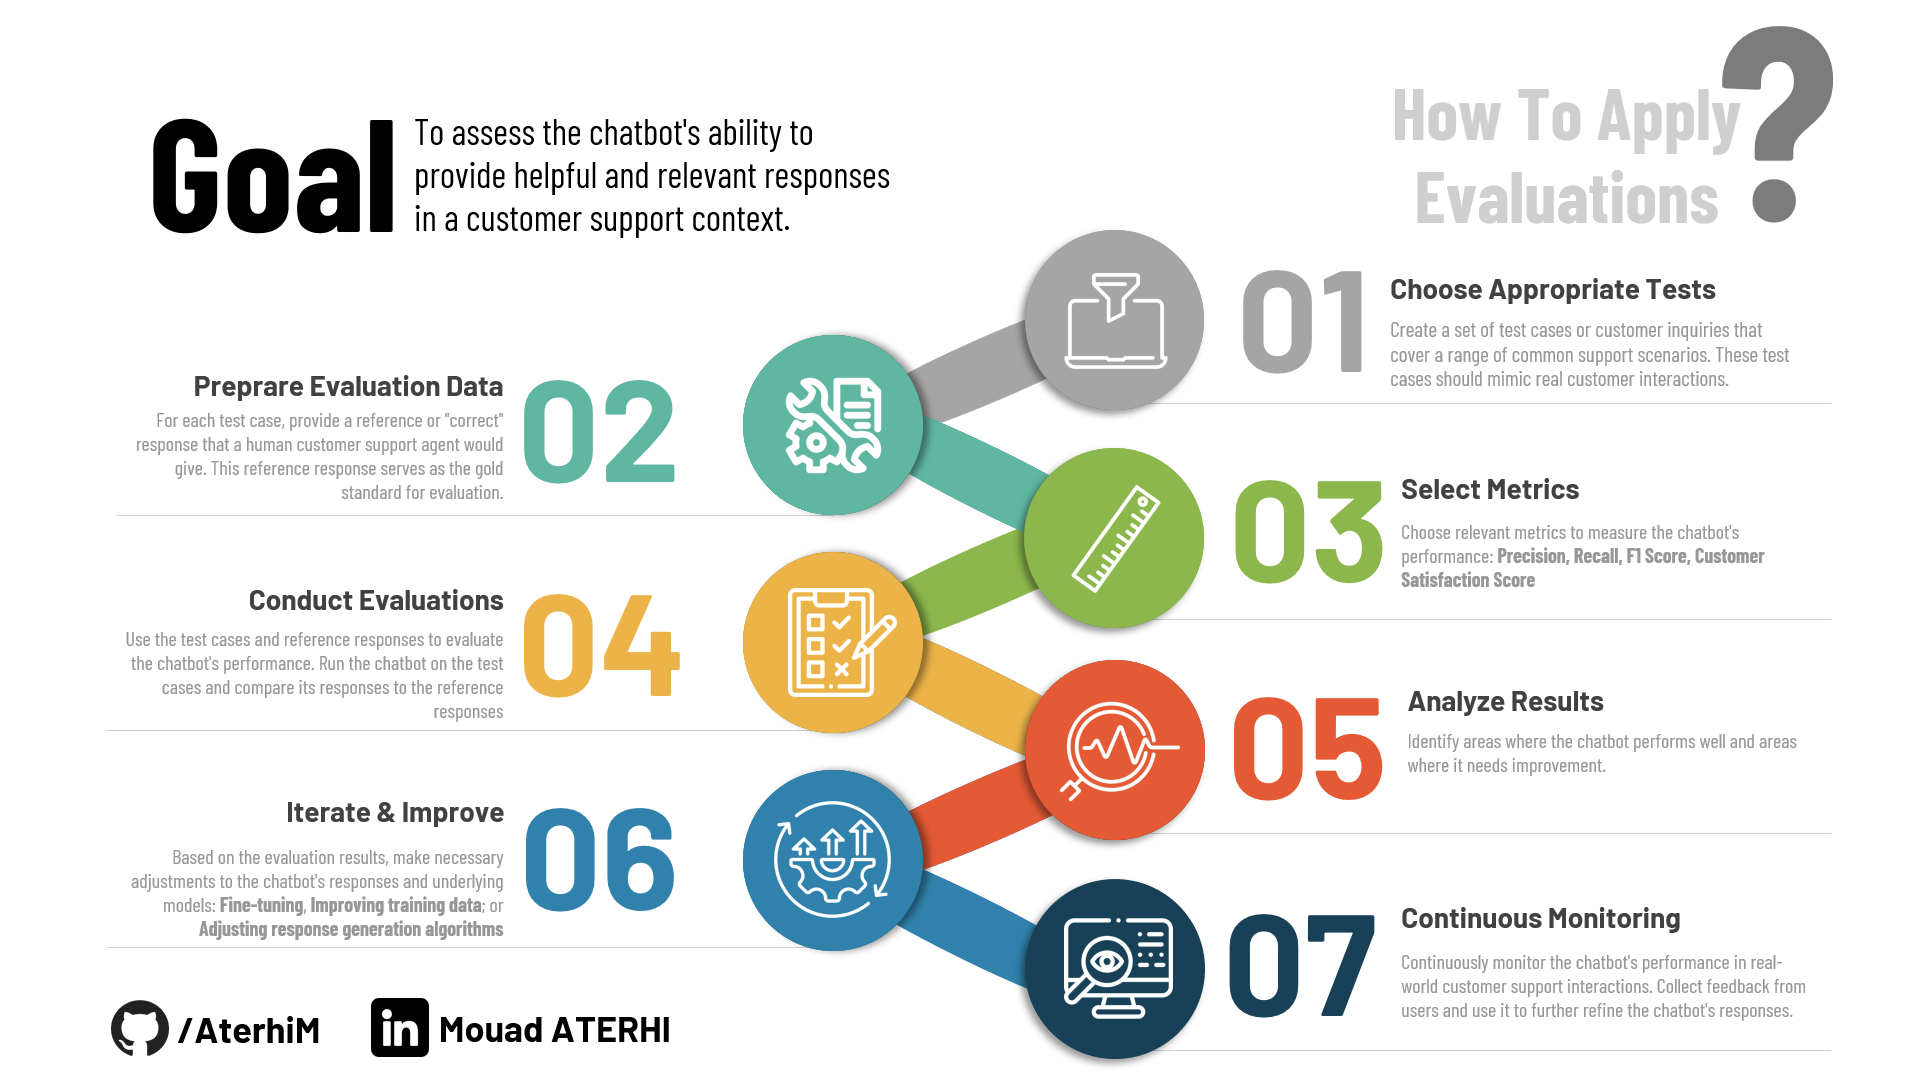 Goal
To assess the chatbot's ability to
provide helpful and relevant responses
in a customer support context.
How To Apply
Evaluations
?
01
Choose Appropriate Tests
Create a set of test cases or customer inquiries that
cover a range of common support scenarios. These test
cases should mimic real customer interactions.
02
Preprare Evaluation Data
For each test case, provide a reference or "correct"
response that a human customer support agent would
give. This reference response serves as the gold
standard for evaluation.
03
Select Metrics
Choose relevant metrics to measure the chatbot's
performance: Precision, Recall, F1 Score, Customer
Satisfaction Score
04
Conduct Evaluations
Use the test cases and reference responses to evaluate
the chatbot's performance. Run the chatbot on the test
cases and compare its responses to the reference
responses
05
Analyze Results
Identify areas where the chatbot performs well and areas
where it needs improvement.
06
Iterate & Improve
Based on the evaluation results, make necessary
adjustments to the chatbot's responses and underlying
models: Fine-tuning, Improving training data; or
Adjusting response generation algorithms
07
Continuous Monitoring
Continuously monitor the chatbot's performance in real-
world customer support interactions. Collect feedback from
users and use it to further refine the chatbot's responses.
/AterhiM
in
Mouad ATERHI